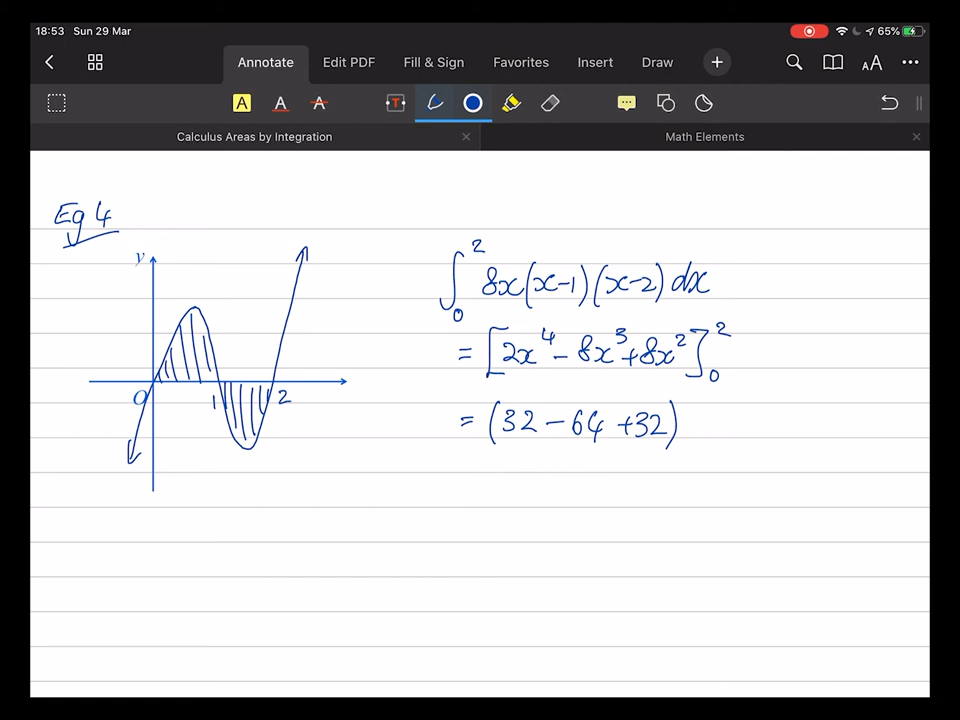 18:53 Sun 29 Mar 65%
Annotate Edit PDF Fill & Sign Favorites Insert Draw
AA
A A A T
Calculus Areas by Integration Math Elements
Eg 4
y
O 1 2
∫₀² 8x(x-1)(x-2) dx
= [2x⁴ - 8x³ + 8x²]₀²
= (32 - 64 + 32)